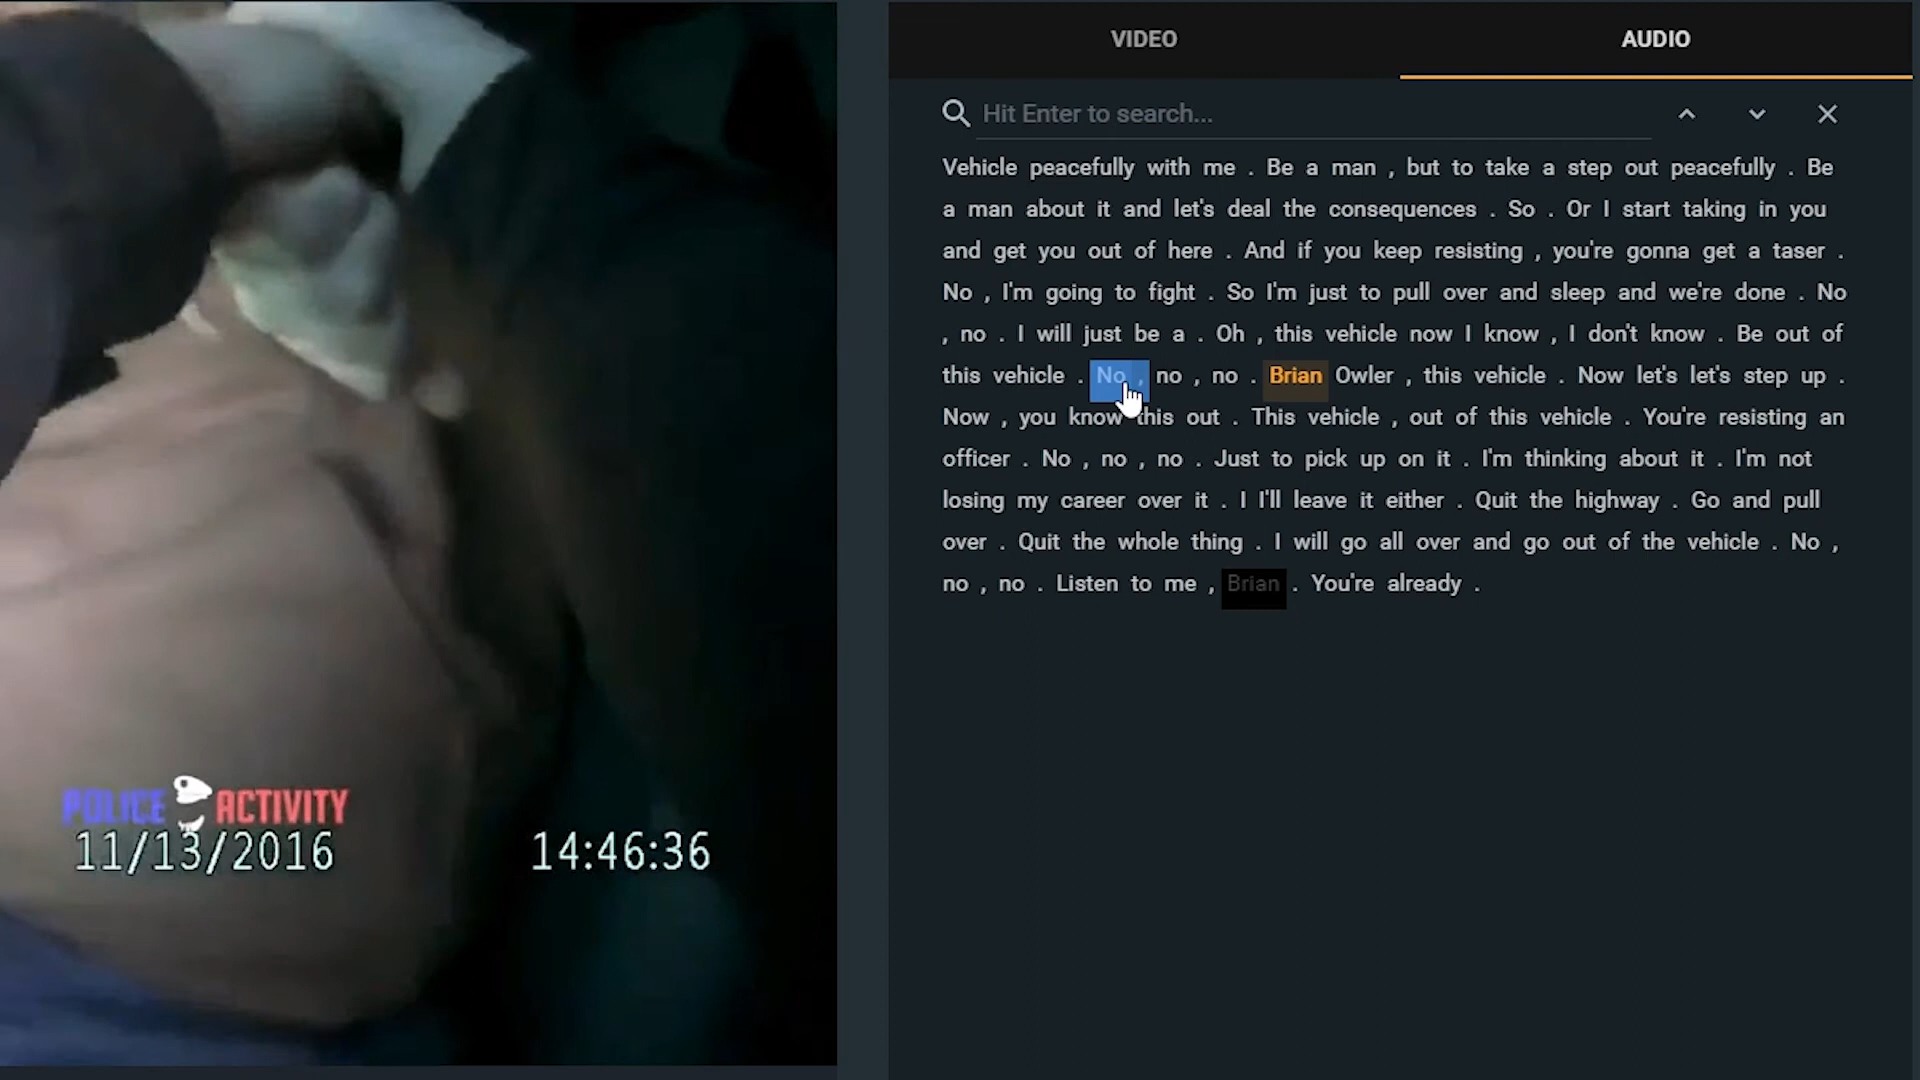 VIDEO
AUDIO
Hit Enter to search...
Vehicle peacefully with me . Be a man , but to take a step out peacefully . Be
a man about it and let's deal the consequences . So . Or I start taking in you
and get you out of here . And if you keep resisting , you're gonna get a taser .
No , I'm going to fight . So I'm just to pull over and sleep and we're done . No
, no . I will just be a . Oh , this vehicle now I know , I don't know . Be out of
this vehicle . No , no , no . Brian Owler , this vehicle . Now let's let's step up .
Now , you know this out . This vehicle , out of this vehicle . You're resisting an
officer . No , no , no . Just to pick up on it . I'm thinking about it . I'm not
losing my career over it . I I'll leave it either . Quit the highway . Go and pull
over . Quit the whole thing . I will go all over and go out of the vehicle . No ,
no , no . Listen to me , Brian . You're already .
POLICE ACTIVITY
11/13/2016 14:46:36